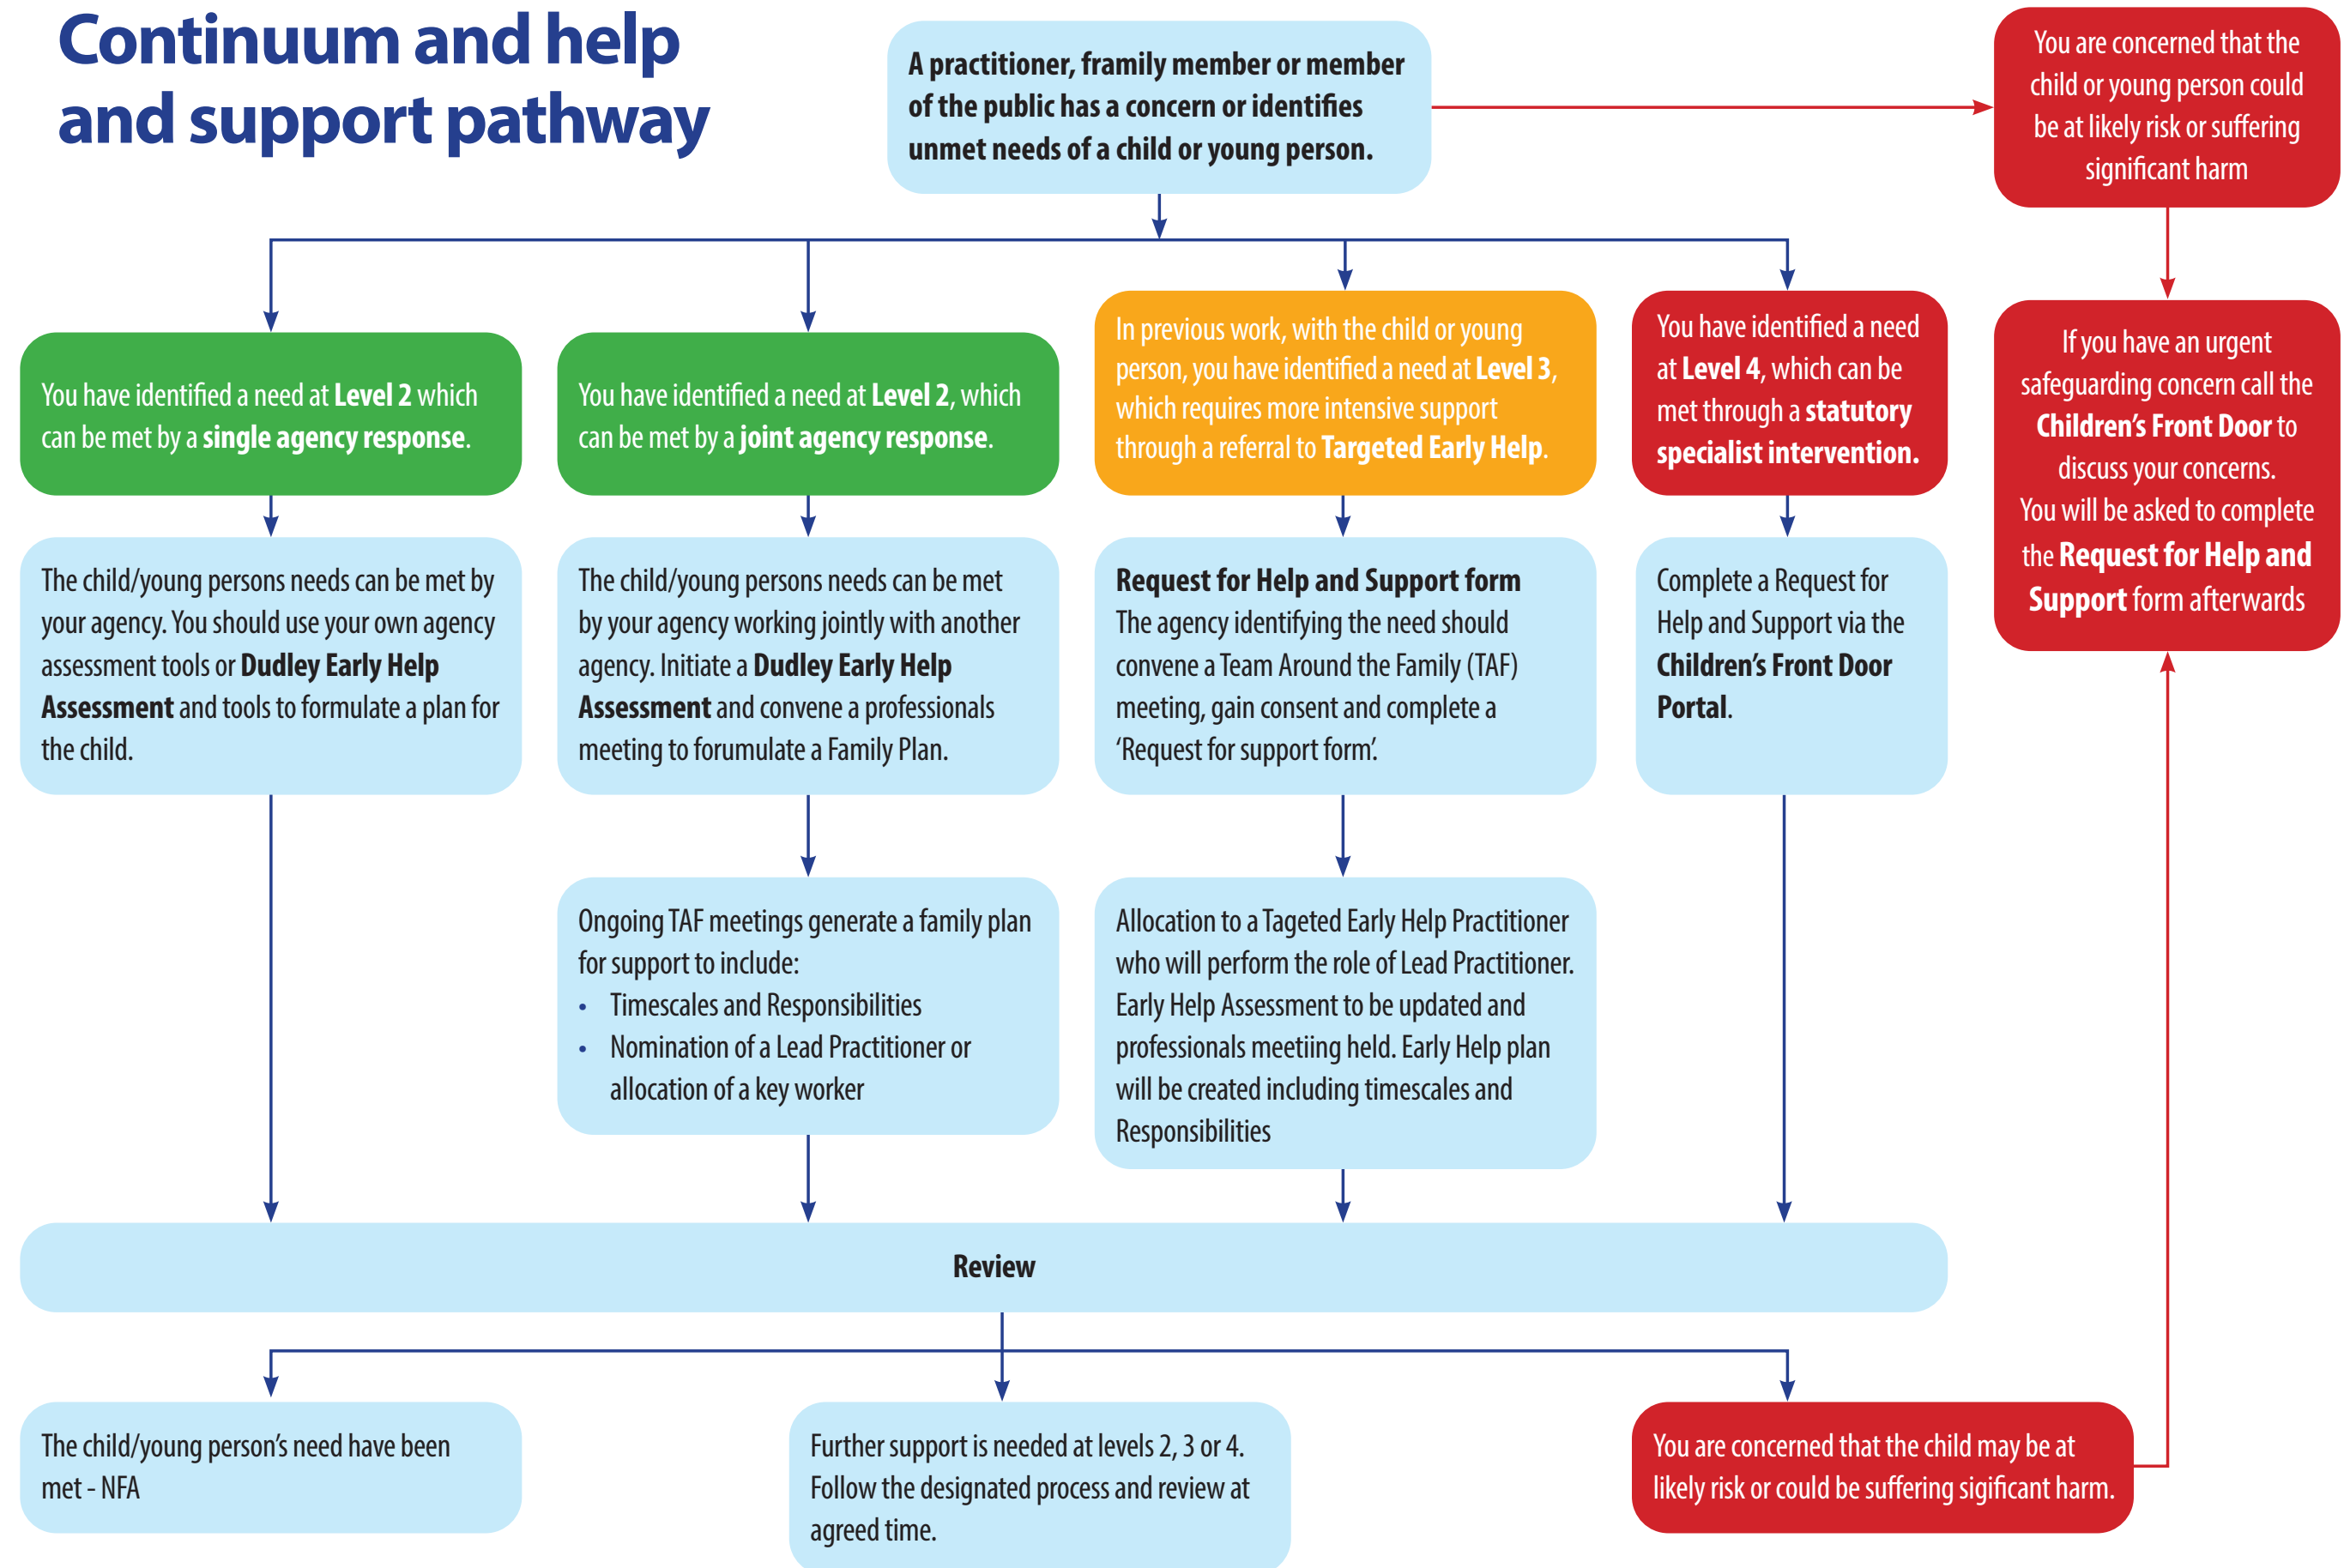 Continuum and help
and support pathway
A practitioner, framily member or member
of the public has a concern or identifies
unmet needs of a child or young person.
You are concerned that the
child or young person could
be at likely risk or suffering
significant harm
You have identified a need at Level 2 which
can be met by a single agency response.
You have identified a need at Level 2, which
can be met by a joint agency response.
In previous work, with the child or young
person, you have identified a need at Level 3,
which requires more intensive support
through a referral to Targeted Early Help.
You have identified a need
at Level 4, which can be
met through a statutory
specialist intervention.
If you have an urgent
safeguarding concern call the
Children's Front Door to
discuss your concerns.
You will be asked to complete
the Request for Help and
Support form afterwards
The child/young persons needs can be met by
your agency. You should use your own agency
assessment tools or Dudley Early Help
Assessment and tools to formulate a plan for
the child.
The child/young persons needs can be met
by your agency working jointly with another
agency. Initiate a Dudley Early Help
Assessment and convene a professionals
meeting to forumulate a Family Plan.
Request for Help and Support form
The agency identifying the need should
convene a Team Around the Family (TAF)
meeting, gain consent and complete a
‘Request for support form’.
Complete a Request for
Help and Support via the
Children's Front Door
Portal.
Ongoing TAF meetings generate a family plan
for support to include:
• Timescales and Responsibilities
• Nomination of a Lead Practitioner or
allocation of a key worker
Allocation to a Tageted Early Help Practitioner
who will perform the role of Lead Practitioner.
Early Help Assessment to be updated and
professionals meetiing held. Early Help plan
will be created including timescales and
Responsibilities
Review
The child/young person's need have been
met - NFA
Further support is needed at levels 2, 3 or 4.
Follow the designated process and review at
agreed time.
You are concerned that the child may be at
likely risk or could be suffering sigificant harm.